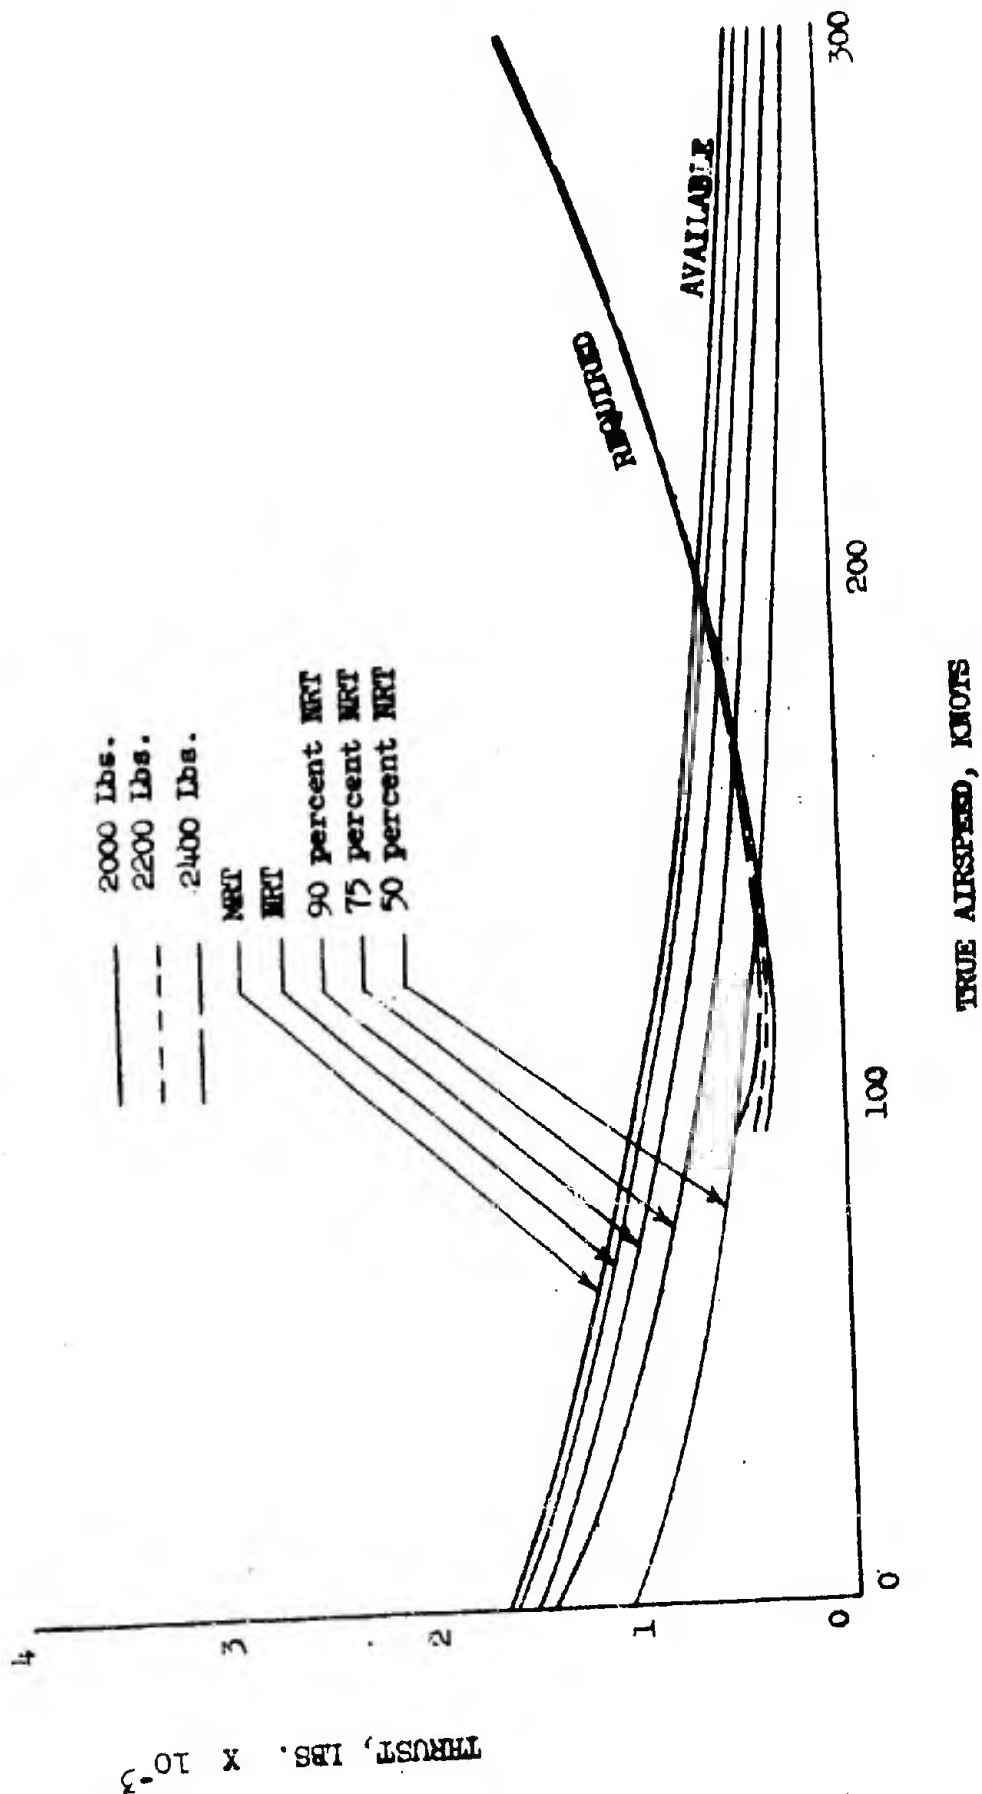 2000 Lbs.
2200 Lbs.
2400 Lbs.
MRT
NRT
90 percent NRT
75 percent NRT
50 percent NRT
REQUIRED
AVAILABLE
4
3
2
1
0
0
100
200
300
THRUST, LBS. X 10-3
TRUE AIRSPEED, KNOTS